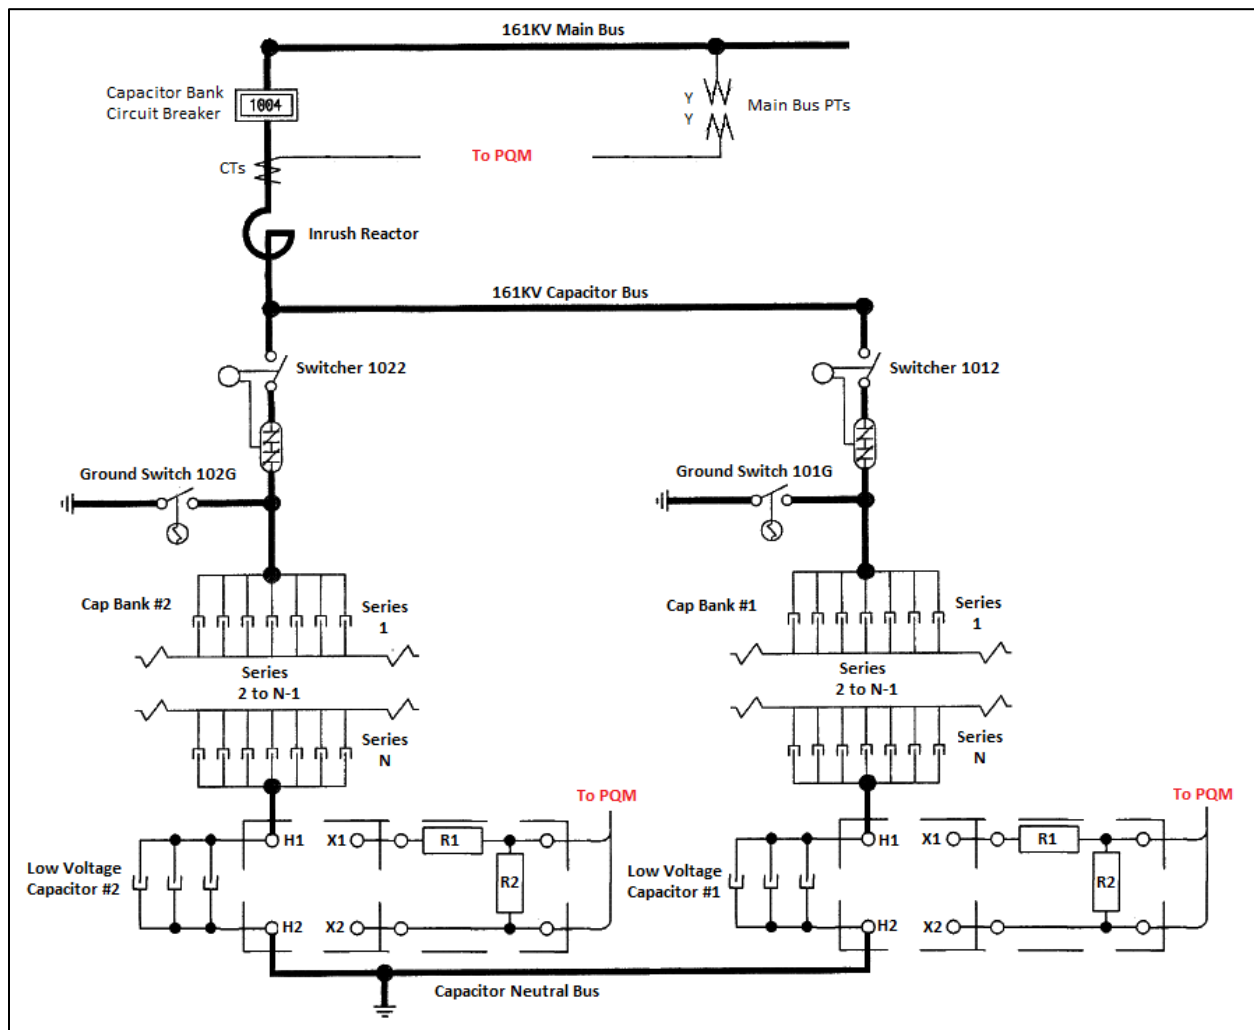 161KV Main Bus
Capacitor Bank
Circuit Breaker
1004
Y
Y
Main Bus PTs
CTs
To PQM
Inrush Reactor
161KV Capacitor Bus
Switcher 1022
Switcher 1012
Ground Switch 102G
Ground Switch 101G
Cap Bank #2
Series
1
Cap Bank #1
Series
1
Series
2 to N-1
Series
2 to N-1
Series
N
Series
N
To PQM
To PQM
H1
X1
R1
H1
X1
R1
Low Voltage
Capacitor #2
R2
Low Voltage
Capacitor #1
R2
H2
X2
H2
X2
Capacitor Neutral Bus